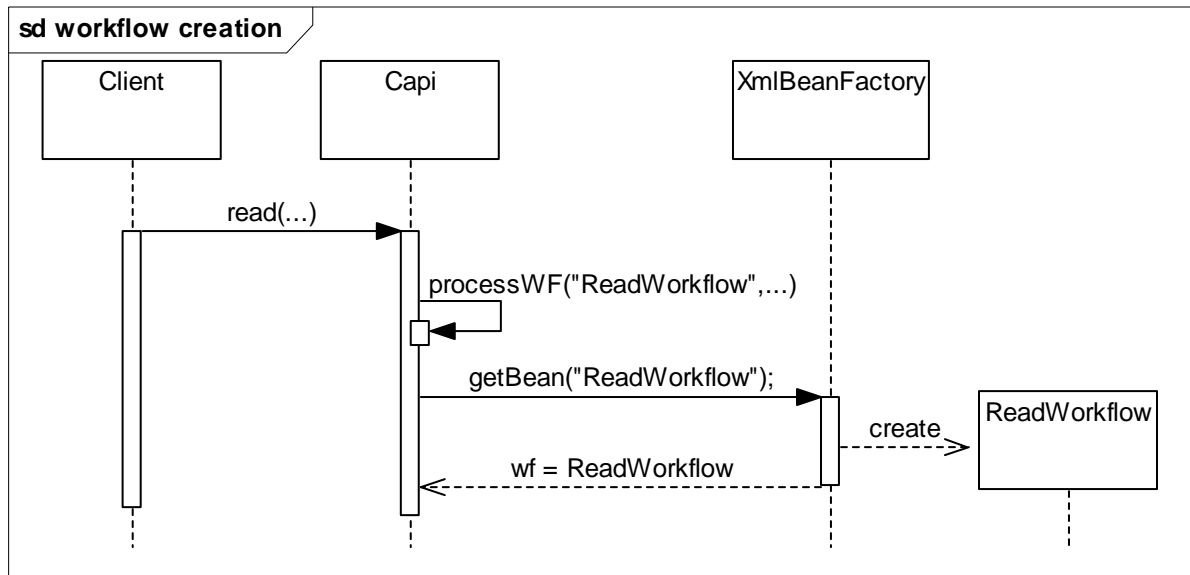 sd workflow creation
Client
Capi
XmlBeanFactory
read(...)
processWF("ReadWorkflow",...)
getBean("ReadWorkflow");
ReadWorkflow
create
wf = ReadWorkflow